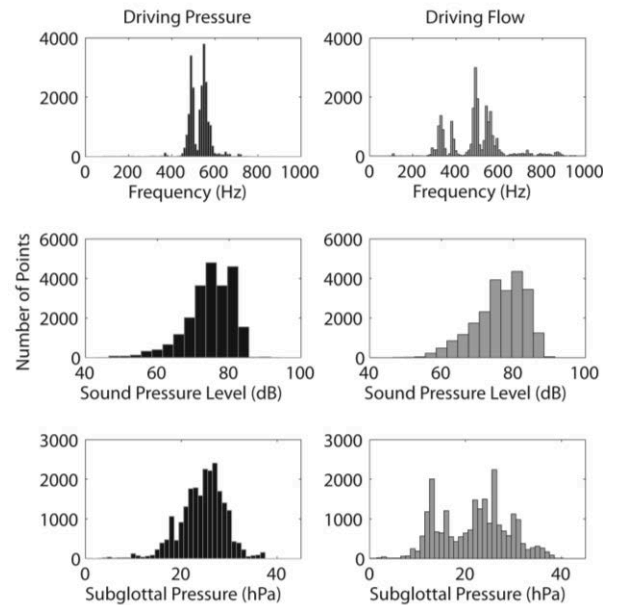 Driving Pressure
Driving Flow
4000
2000
0
0 200 400 600 800 1000
Frequency (Hz)
4000
2000
0
0 200 400 600 800 1000
Frequency (Hz)
Number of Points
6000
4000
2000
0
40 60 80 100
Sound Pressure Level (dB)
6000
4000
2000
0
40 60 80 100
Sound Pressure Level (dB)
3000
2000
1000
0
0 20 40
Subglottal Pressure (hPa)
3000
2000
1000
0
0 20 40
Subglottal Pressure (hPa)